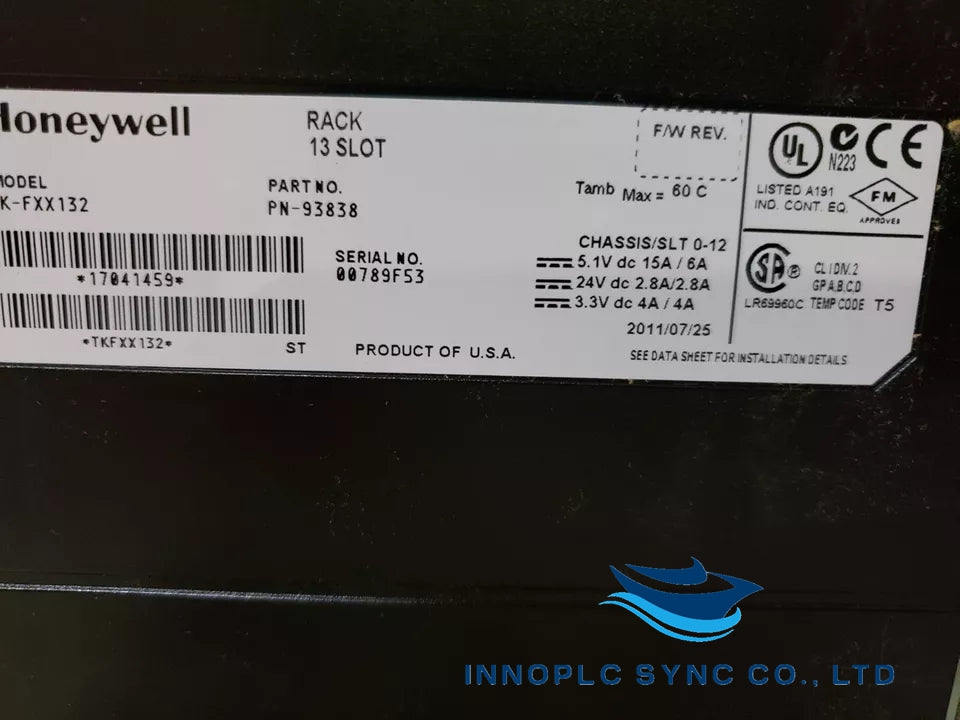 Honeywell
RACK
13 SLOT
F/W REV.
MODEL
K-FXX132
PART NO.
PN-93838
Tamb Max = 60 C
*17041459*
SERIAL NO.
00789F53
CHASSIS/SLT 0-12
5.1V dc 15A / 6A
24V dc 2.8A/2.8A
3.3V dc 4A / 4A
2011/07/25
*TKFXX132*
ST
PRODUCT OF U.S.A.
SEE DATA SHEET FOR INSTALLATION DETAILS
UL
N223
CE
LISTED A191
IND. CONT. EQ.
FM
APPROVED
SA ®
CL I DIV. 2
GP A,B,C,D
LR69960C TEMP CODE T5
INNOPLC SYNC CO., LTD